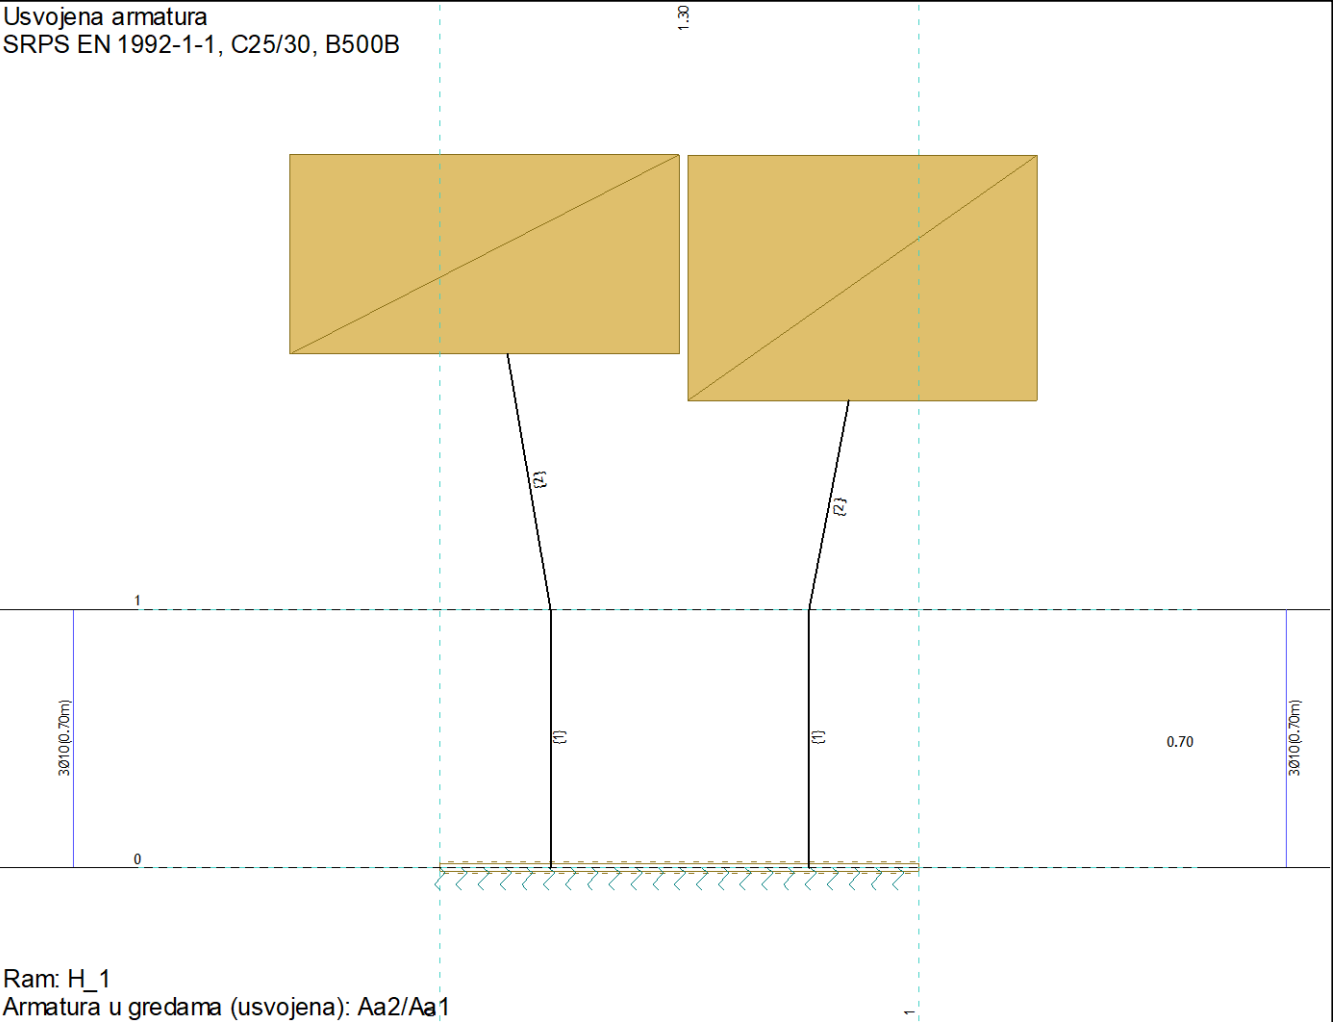 Usvojena armatura
SRPS EN 1992-1-1, C25/30, B500B
1.30
{2}
{2}
1
3Ø10(0.70m)
{1}
{1}
0.70
3Ø10(0.70m)
0
Ram: H_1
Armatura u gredama (usvojena): Aa2/Aa1
1